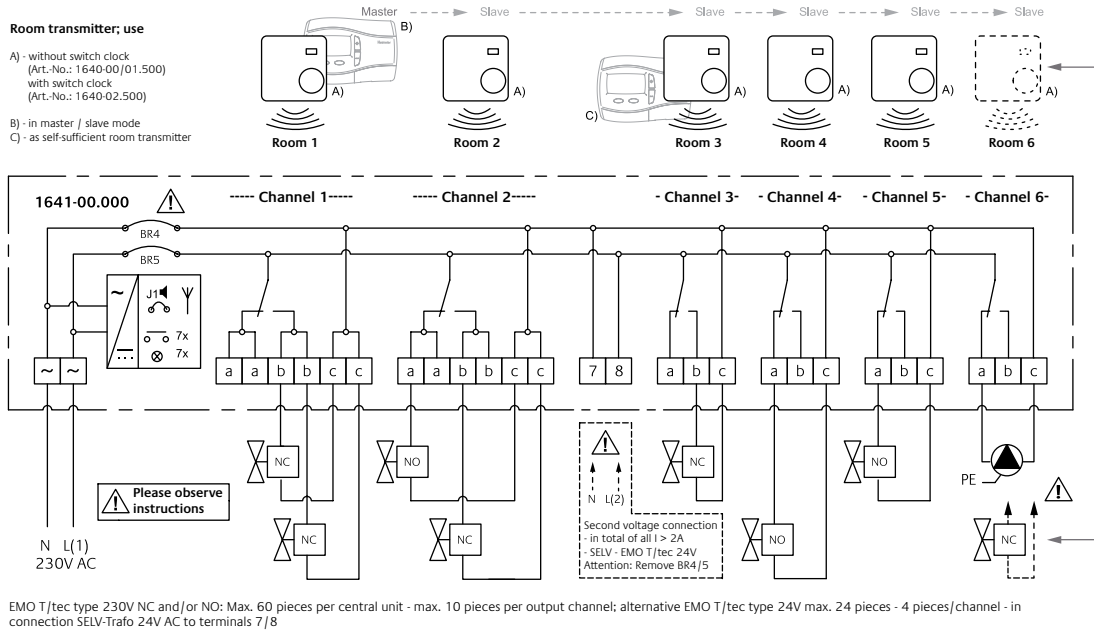 Master
Slave
Slave
Slave
Slave
Slave
Room transmitter; use
B)
A) - without switch clock
(Art.-No.: 1640-00/01.500)
with switch clock
(Art.-No.: 1640-02.500)
B) - in master / slave mode
C) - as self-sufficient room transmitter
A)
A)
C)
A)
A)
A)
A)
Room 1
Room 2
Room 3
Room 4
Room 5
Room 6
1641-00.000
----- Channel 1-----
----- Channel 2-----
- Channel 3-
- Channel 4-
- Channel 5-
- Channel 6-
BR4
BR5
~
J1
7x
7x
~ ~
a a b b c c
a a b b c c
7 8
a b c
a b c
a b c
a b c
NC
NO
N L(2)
NC
NO
PE
Please observe
instructions
Second voltage connection
- in total of all I > 2A
- SELV - EMO T/tec 24V
Attention: Remove BR4/5
NC
NC
NO
NC
N L(1)
230V AC
EMO T/tec type 230V NC and/or NO: Max. 60 pieces per central unit - max. 10 pieces per output channel; alternative EMO T/tec type 24V max. 24 pieces - 4 pieces/channel - in
connection SELV-Trafo 24V AC to terminals 7/8